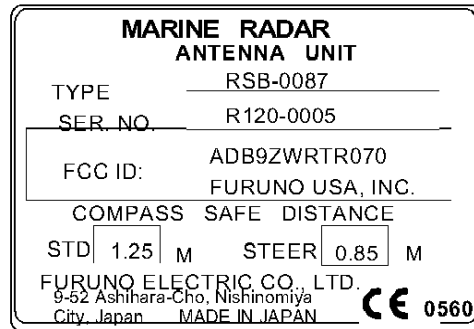 MARINE RADAR
ANTENNA UNIT
TYPE RSB-0087
SER. NO. R120-0005
FCC ID: ADB9ZWRTR070
FURUNO USA, INC.
COMPASS SAFE DISTANCE
STD 1.25 M STEER 0.85 M
FURUNO ELECTRIC CO., LTD.
9-52 Ashihara-Cho, Nishinomiya
City, Japan MADE IN JAPAN CE 0560